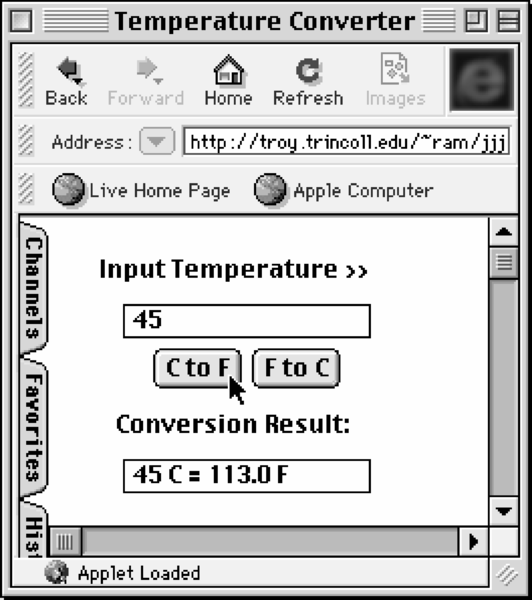 Temperature Converter
Back Forward Home Refresh Images
Address: http://troy.trincoll.edu/~ram/jjj
Live Home Page Apple Computer
Channels
Favorites
Hist
Input Temperature >>
45
C to F F to C
Conversion Result:
45 C = 113.0 F
Applet Loaded